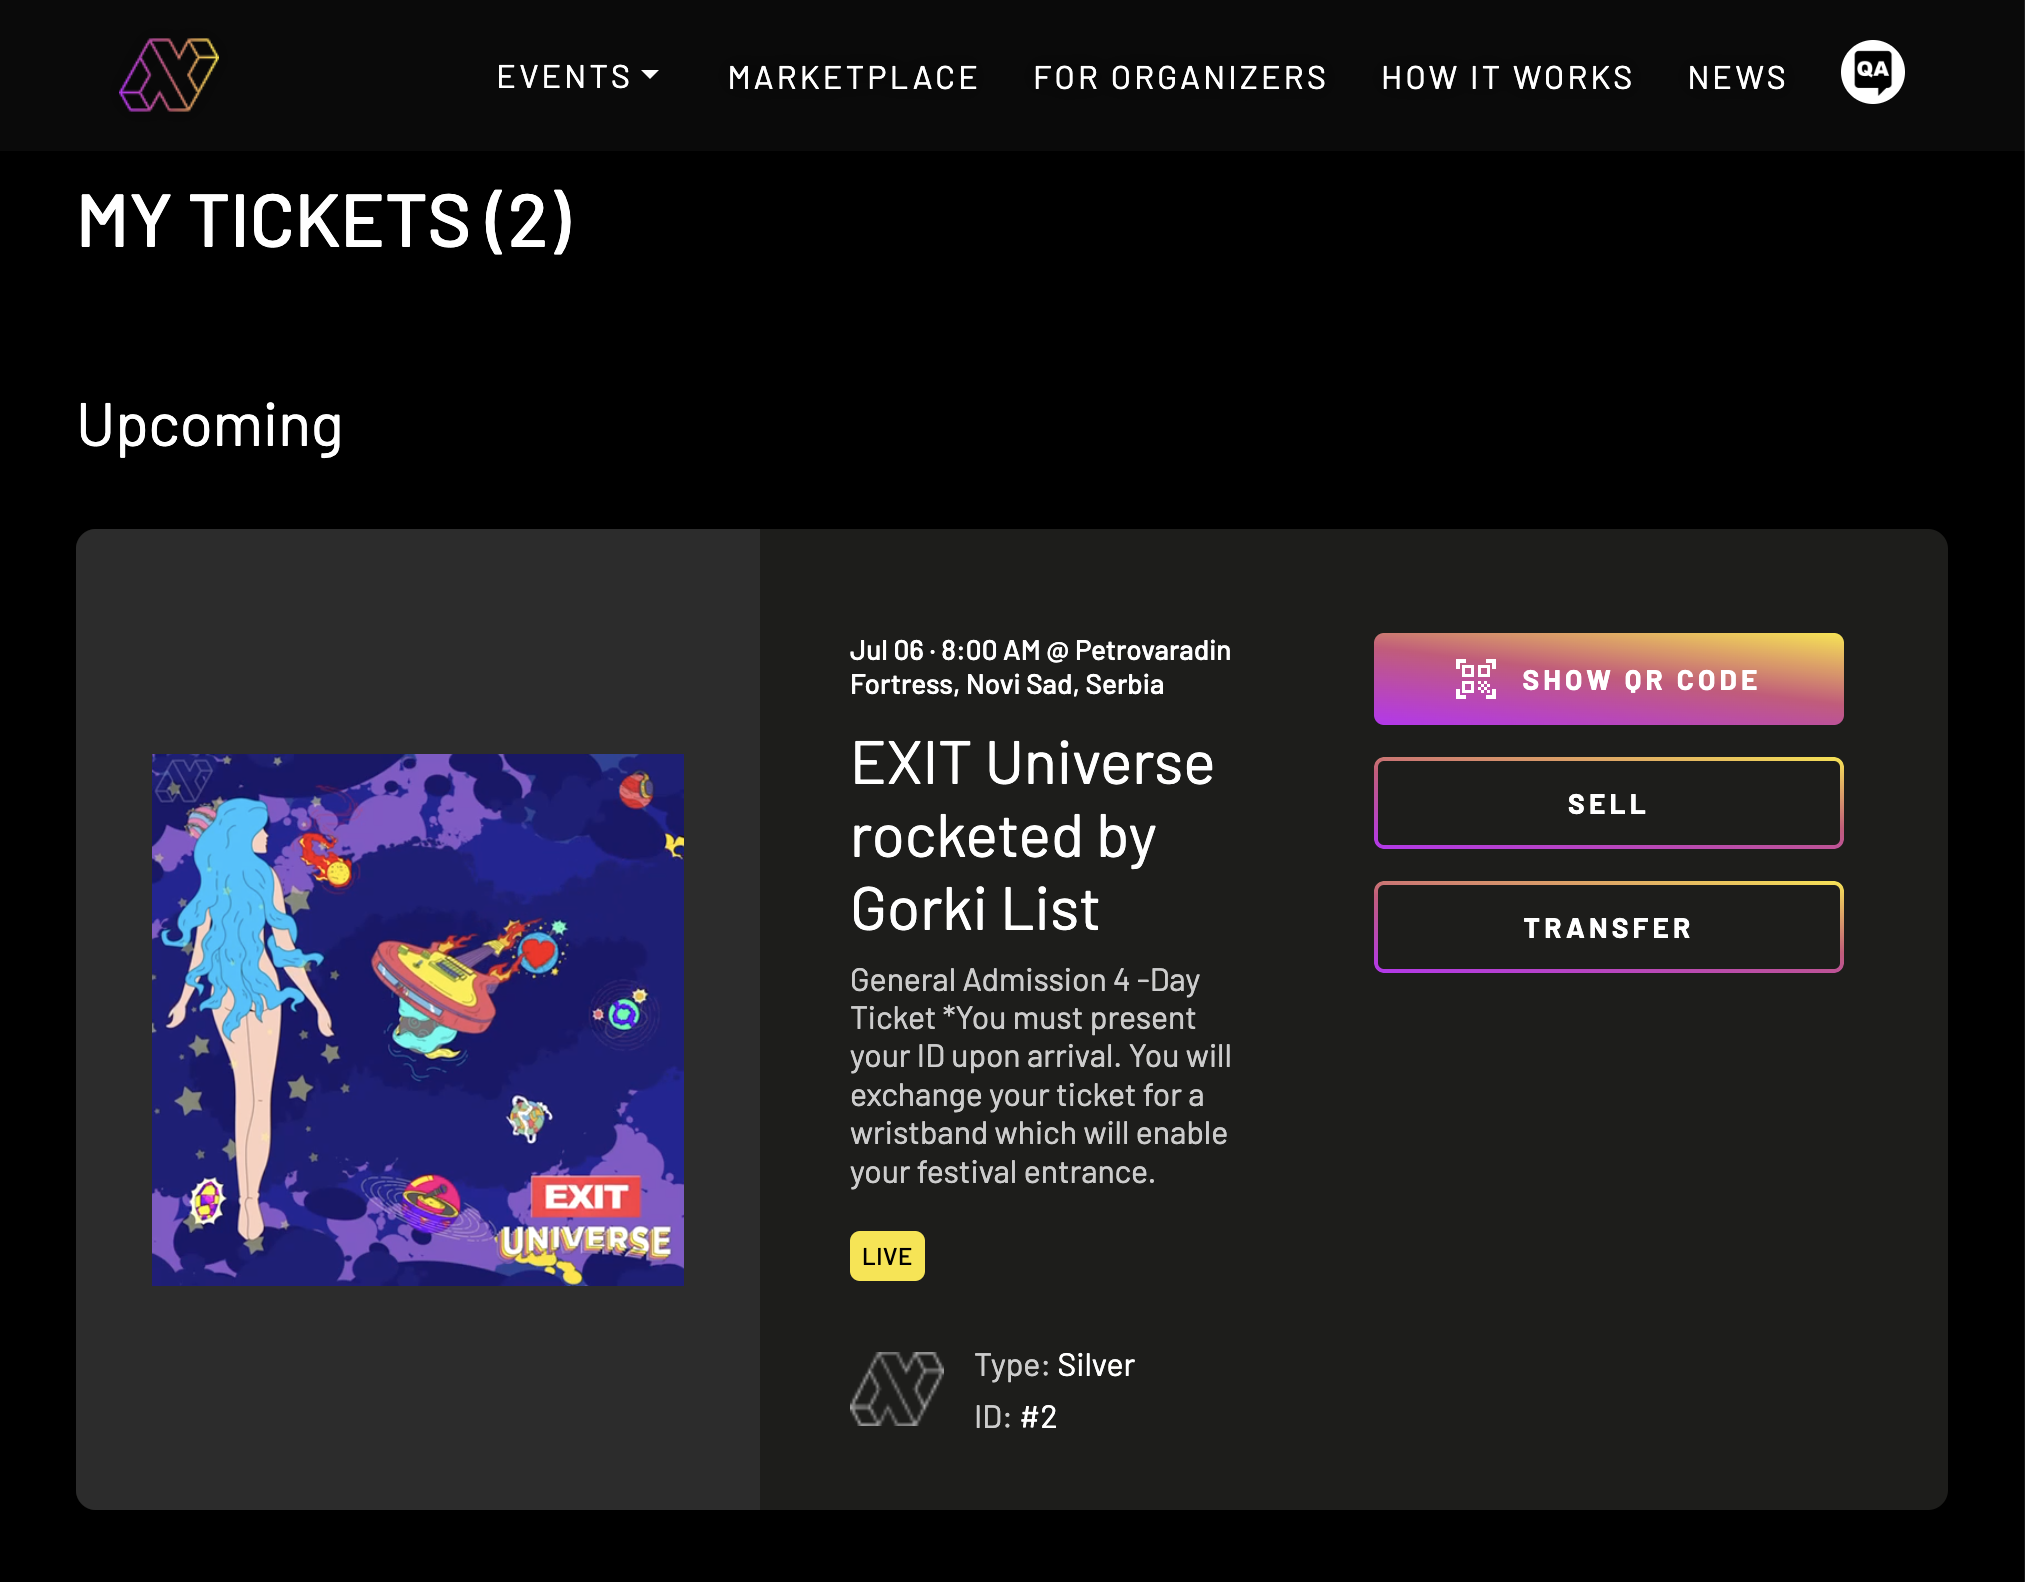 EVENTS
MARKETPLACE
FOR ORGANIZERS
HOW IT WORKS
NEWS
QA
MY TICKETS (2)
Upcoming
Jul 06 · 8:00 AM @ Petrovaradin
Fortress, Novi Sad, Serbia
EXIT Universe
rocketed by
Gorki List
General Admission 4 -Day
Ticket *You must present
your ID upon arrival. You will
exchange your ticket for a
wristband which will enable
your festival entrance.
LIVE
Type: Silver
ID: #2
SHOW QR CODE
SELL
TRANSFER
EXIT
UNIVERSE